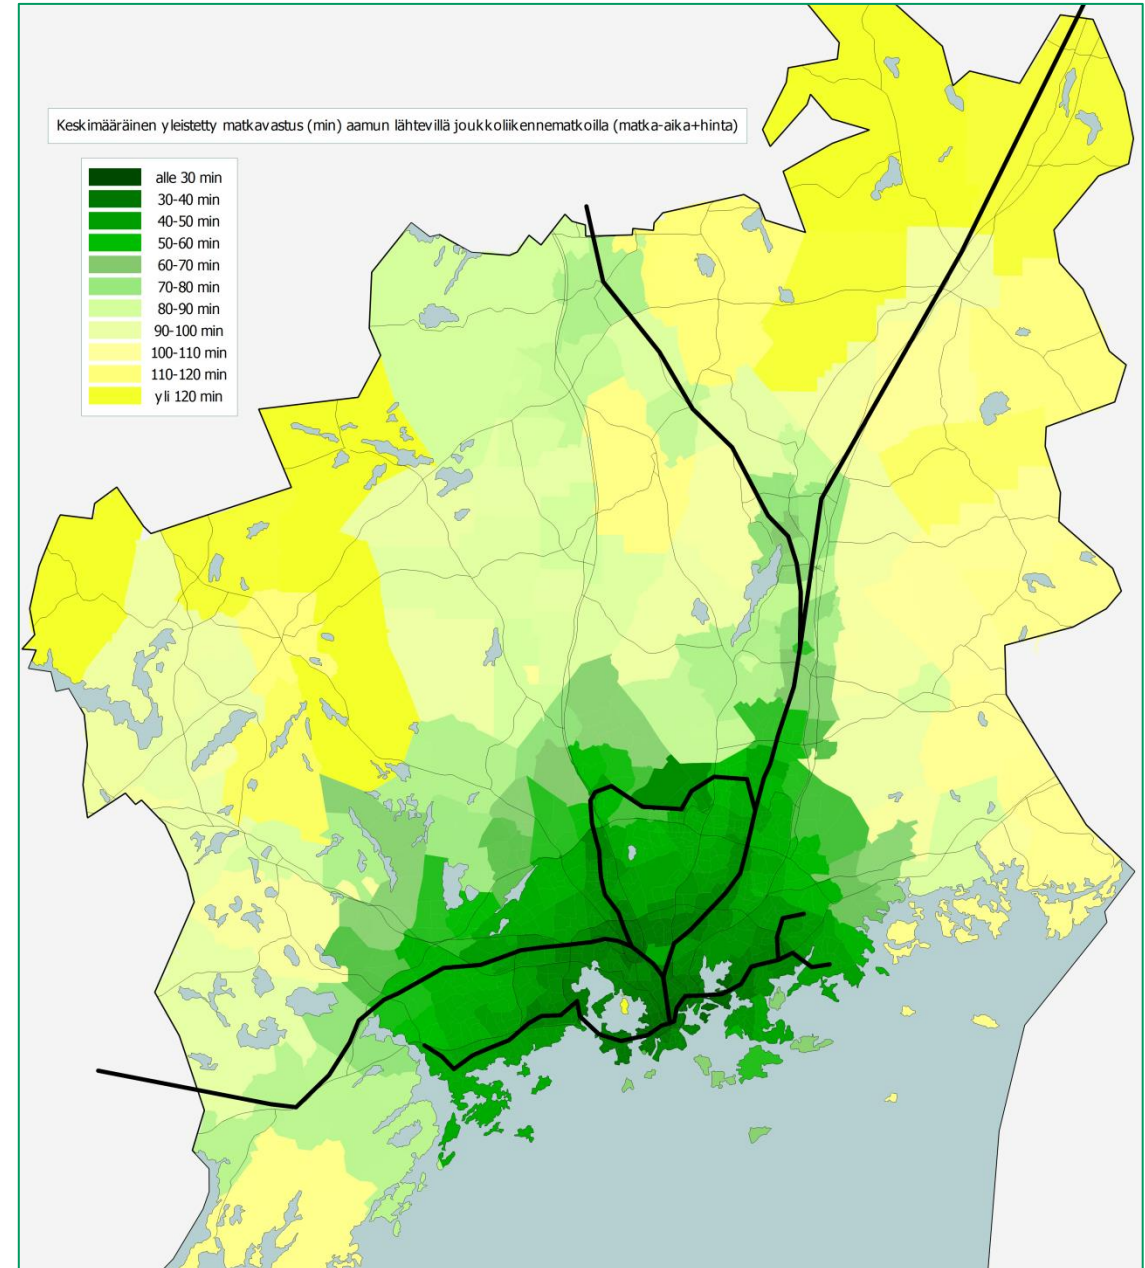 Keskimääräinen yleistetty matkavastus (min) aamun lähtevillä joukkoliikennematkoilla (matka-aika+hinta)
alle 30 min
30-40 min
40-50 min
50-60 min
60-70 min
70-80 min
80-90 min
90-100 min
100-110 min
110-120 min
yli 120 min